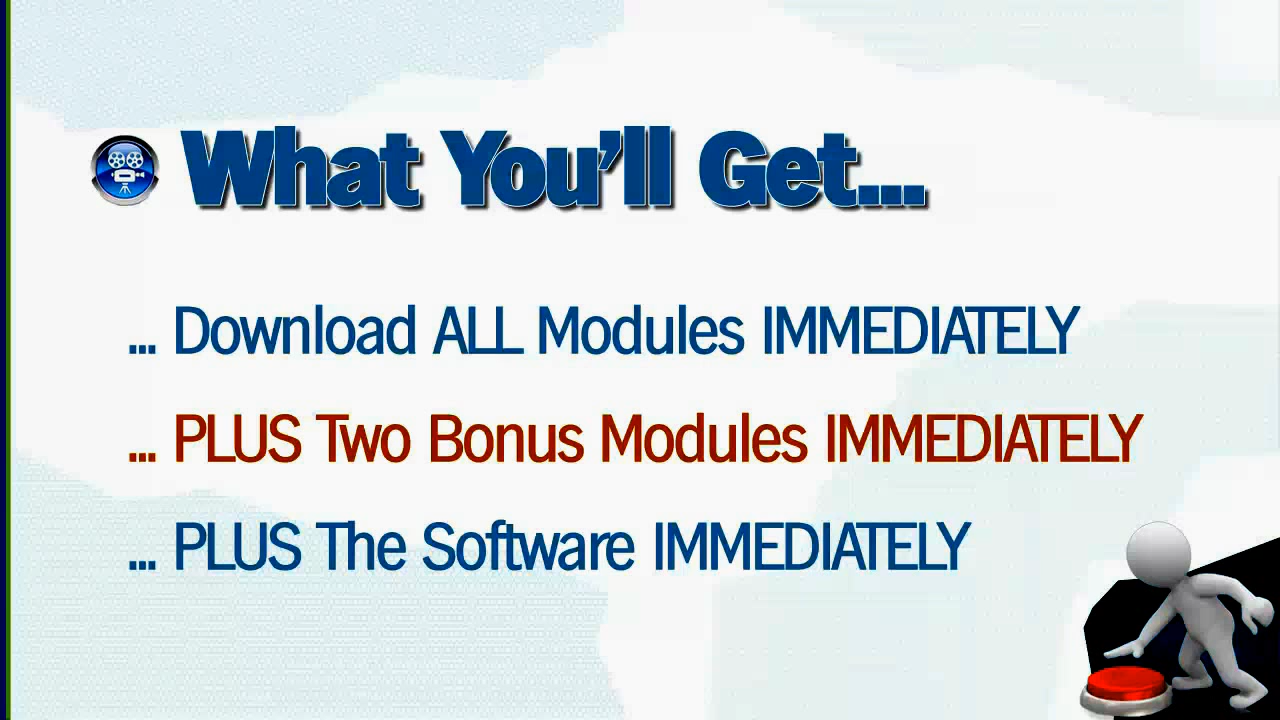 What You'll Get...
... Download ALL Modules IMMEDIATELY
... PLUS Two Bonus Modules IMMEDIATELY
... PLUS The Software IMMEDIATELY